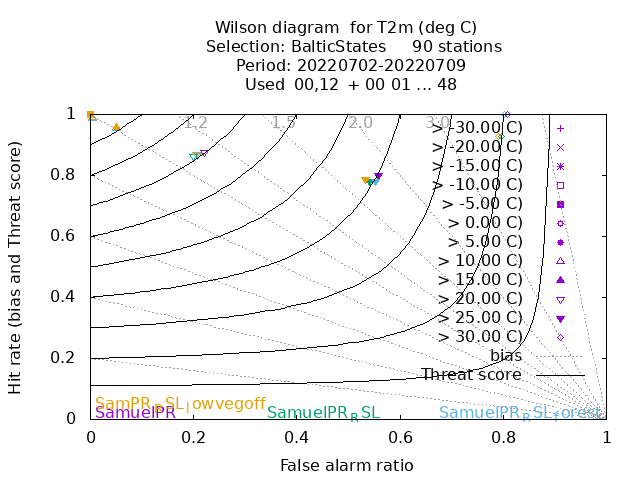 Wilson diagram  for T2m (deg C)
Selection: BalticStates     90 stations
Period: 20220702-20220709
Used  00,12  + 00 01 ... 48
Hit rate (bias and Threat score)
1
0.8
0.6
0.4
0.2
0
1.2
1.5
2.0
3.0
> -30.00 C)
> -20.00 C)
> -15.00 C)
> -10.00 C)
> -5.00 C)
> 0.00 C)
> 5.00 C)
> 10.00 C)
> 15.00 C)
> 20.00 C)
> 25.00 C)
> 30.00 C)
bias
Threat score
SamPR_RSL_lowvegoff
SamuelPR
SamuelPR_RSL
SamuelPR_RSL_forest
0 0.2 0.4 0.6 0.8 1
False alarm ratio